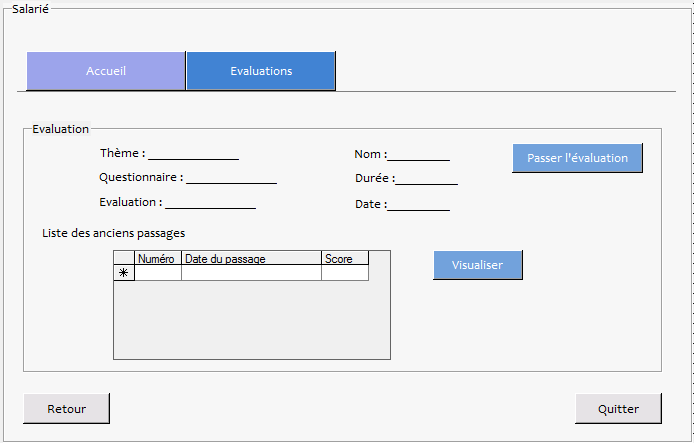 Salarié
Accueil Evaluations
Evaluation
Thème : Nom : Passer l'évaluation
Questionnaire : Durée :
Evaluation : Date :
Liste des anciens passages
Numéro Date du passage Score
Visualiser
Retour Quitter